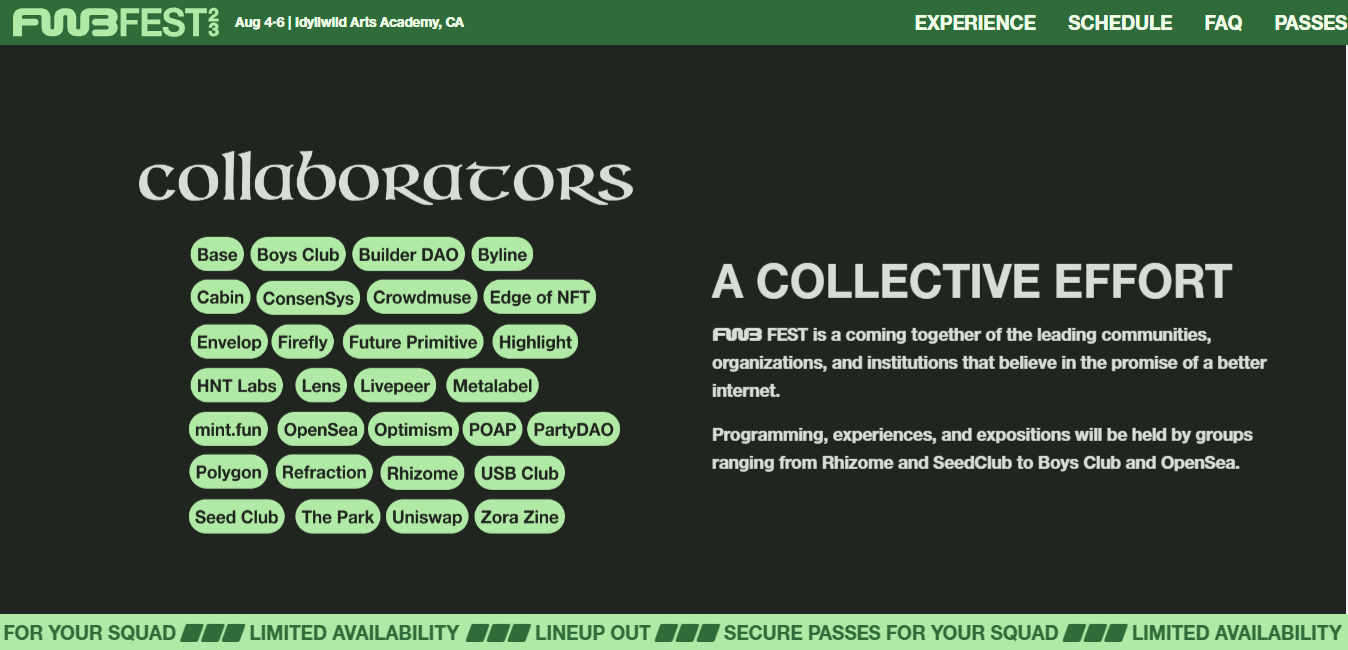 FWB FEST 23 Aug 4-6 | Idyllwild Arts Academy, CA EXPERIENCE SCHEDULE FAQ PASSES
collaborators
Base Boys Club Builder DAO Byline
Cabin ConsenSys Crowdmuse Edge of NFT
Envelop Firefly Future Primitive Highlight
HNT Labs Lens Livepeer Metalabel
mint.fun OpenSea Optimism POAP PartyDAO
Polygon Refraction Rhizome USB Club
Seed Club The Park Uniswap Zora Zine
A COLLECTIVE EFFORT
FWB FEST is a coming together of the leading communities,
organizations, and institutions that believe in the promise of a better
internet.
Programming, experiences, and expositions will be held by groups
ranging from Rhizome and SeedClub to Boys Club and OpenSea.
FOR YOUR SQUAD LIMITED AVAILABILITY LINEUP OUT SECURE PASSES FOR YOUR SQUAD LIMITED AVAILABILITY